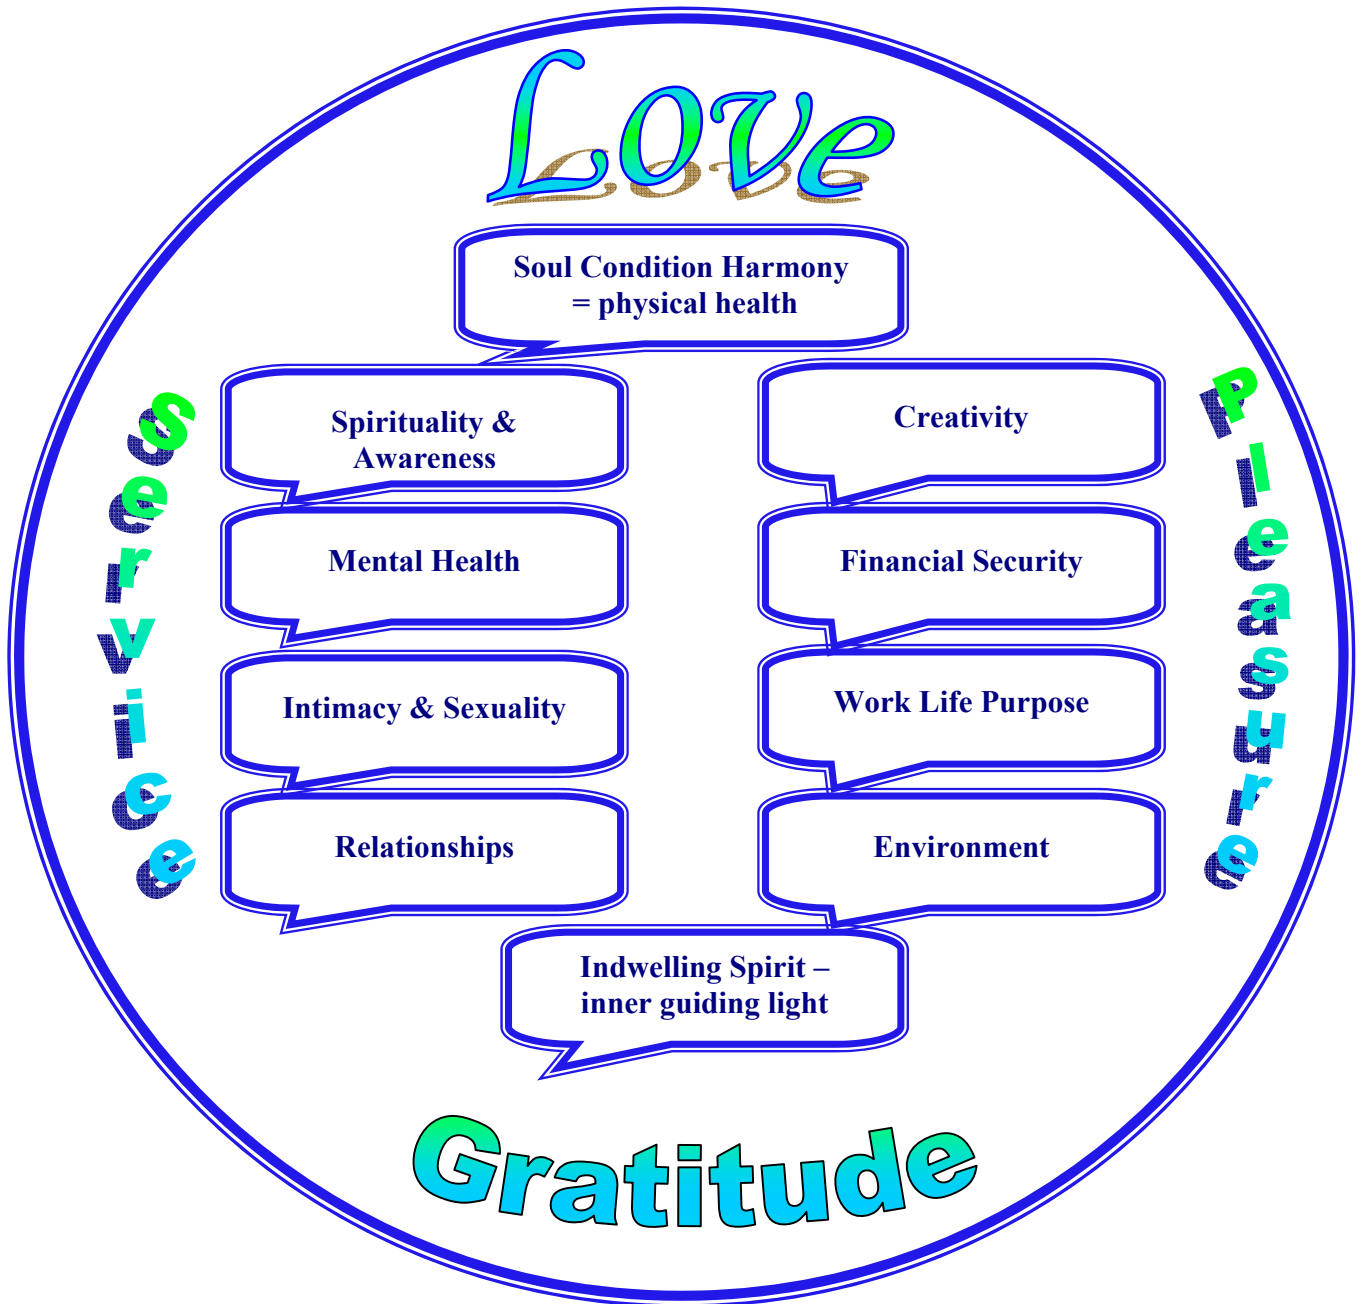 Love
Soul Condition Harmony
= physical health
Service
Spirituality &
Awareness
Mental Health
Intimacy & Sexuality
Relationships
Creativity
Financial Security
Work Life Purpose
Environment
Pleasure
Indwelling Spirit –
inner guiding light
Gratitude